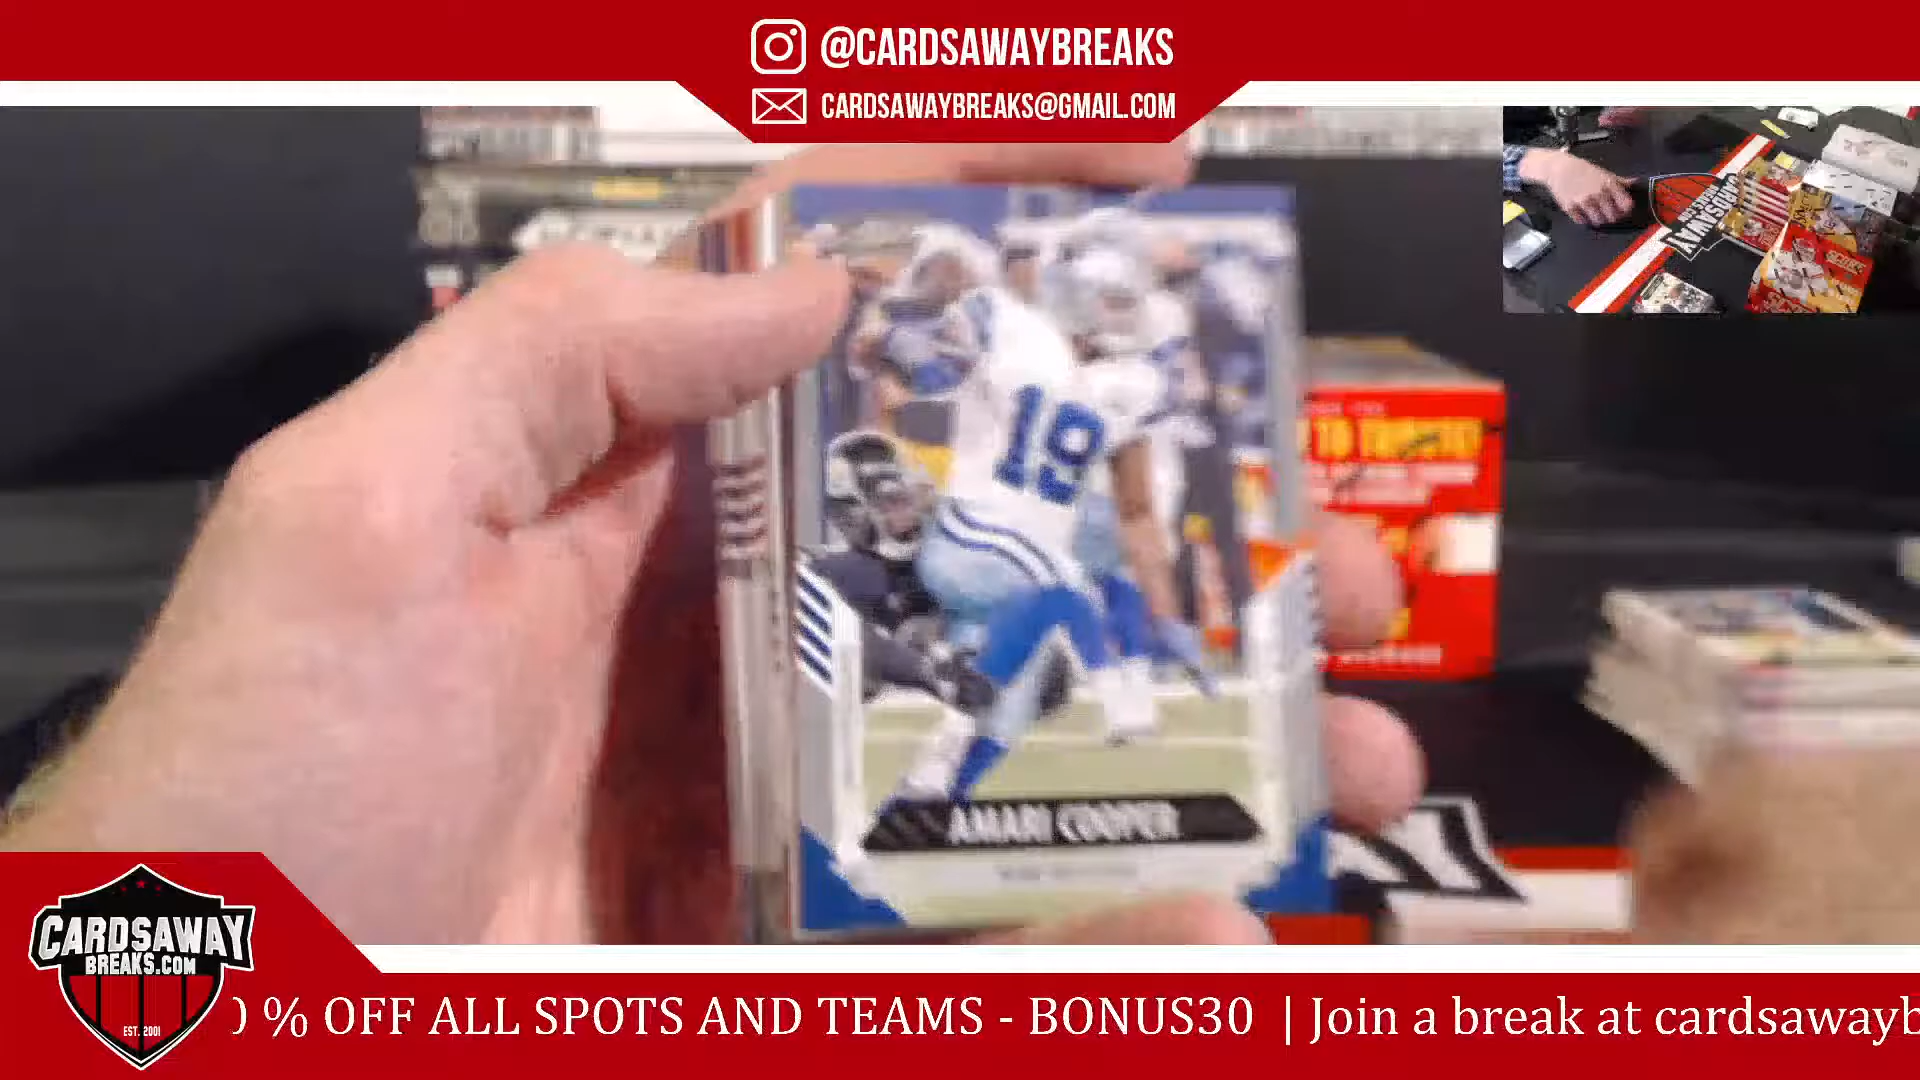 @CARDSAWAYBREAKS
CARDSAWAYBREAKS@GMAIL.COM
19
AMARI COOPER
CARDSAWAY
BREAKS.COM
EST. 2001
% OFF ALL SPOTS AND TEAMS - BONUS30 | Join a break at cardsawayb